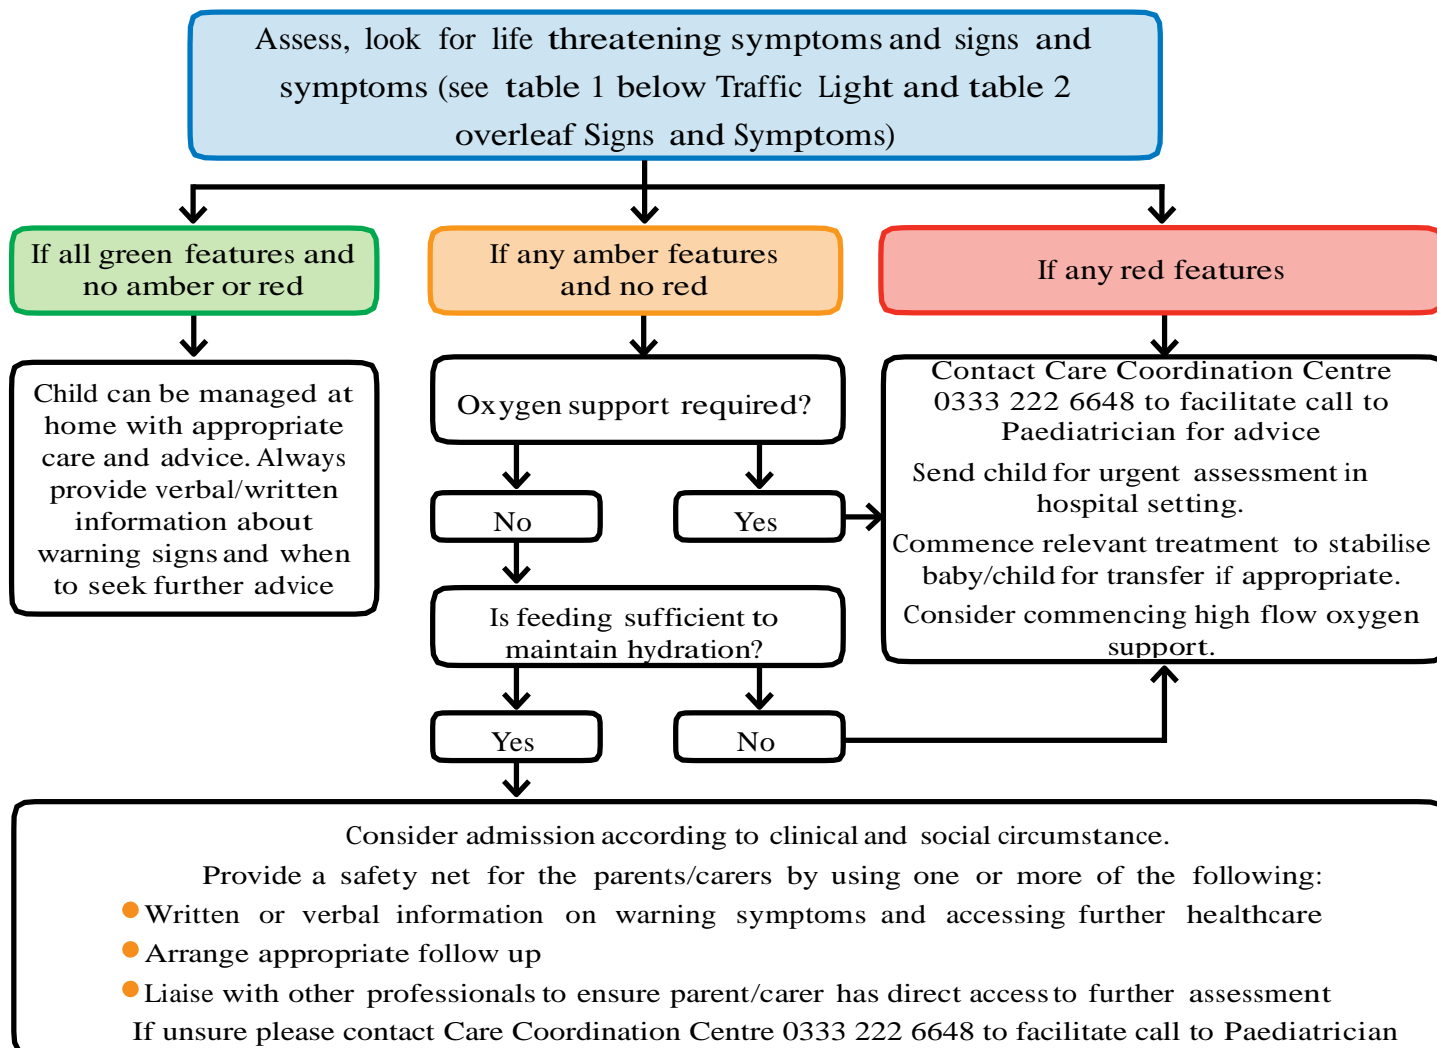 Assess, look for life threatening symptoms and signs and
symptoms (see table 1 below Traffic Light and table 2
overleaf Signs and Symptoms)
If all green features and
no amber or red
If any amber features
and no red
If any red features
Child can be managed at
home with appropriate
care and advice. Always
provide verbal/written
information about
warning signs and when
to seek further advice
Oxygen support required?
No
Yes
Contact Care Coordination Centre
0333 222 6648 to facilitate call to
Paediatrician for advice
Send child for urgent assessment in
hospital setting.
Commence relevant treatment to stabilise
baby/child for transfer if appropriate.
Consider commencing high flow oxygen
support.
Is feeding sufficient to
maintain hydration?
Yes
No
Consider admission according to clinical and social circumstance.
Provide a safety net for the parents/carers by using one or more of the following:
Written or verbal information on warning symptoms and accessing further healthcare
Arrange appropriate follow up
Liaise with other professionals to ensure parent/carer has direct access to further assessment
If unsure please contact Care Coordination Centre 0333 222 6648 to facilitate call to Paediatrician